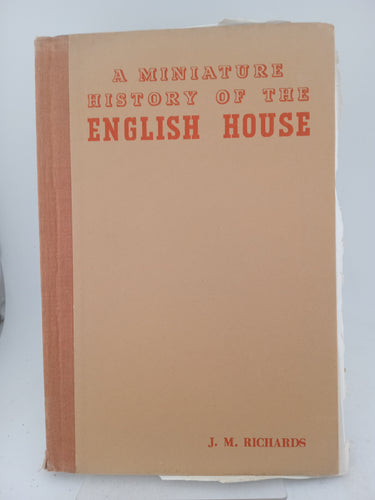 A MINIATURE
HISTORY OF THE
ENGLISH HOUSE
J. M. RICHARDS